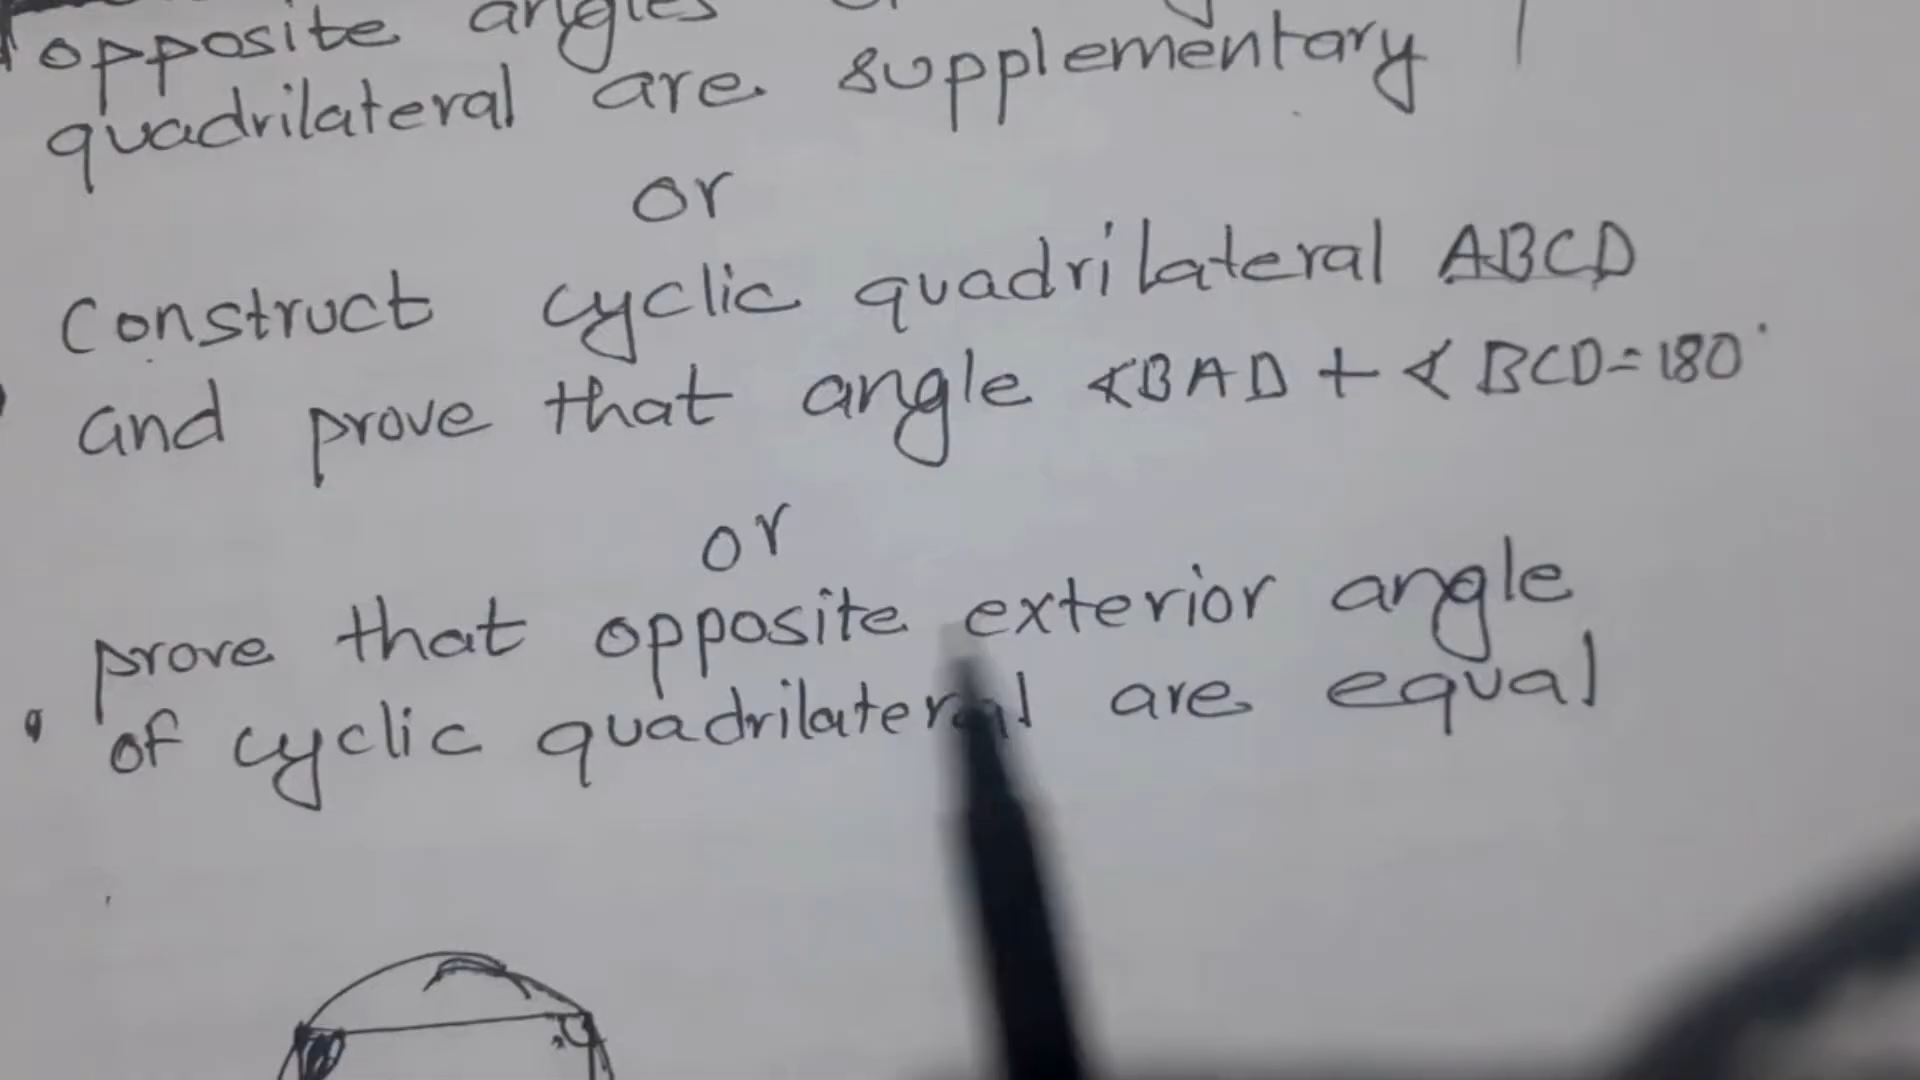 opposite angles
quadrilateral are supplementary
or
Construct cyclic quadrilateral ABCD
and prove that angle ∢BAD + ∢BCD=180°
or
prove that opposite exterior angle
of cyclic quadrilateral are equal